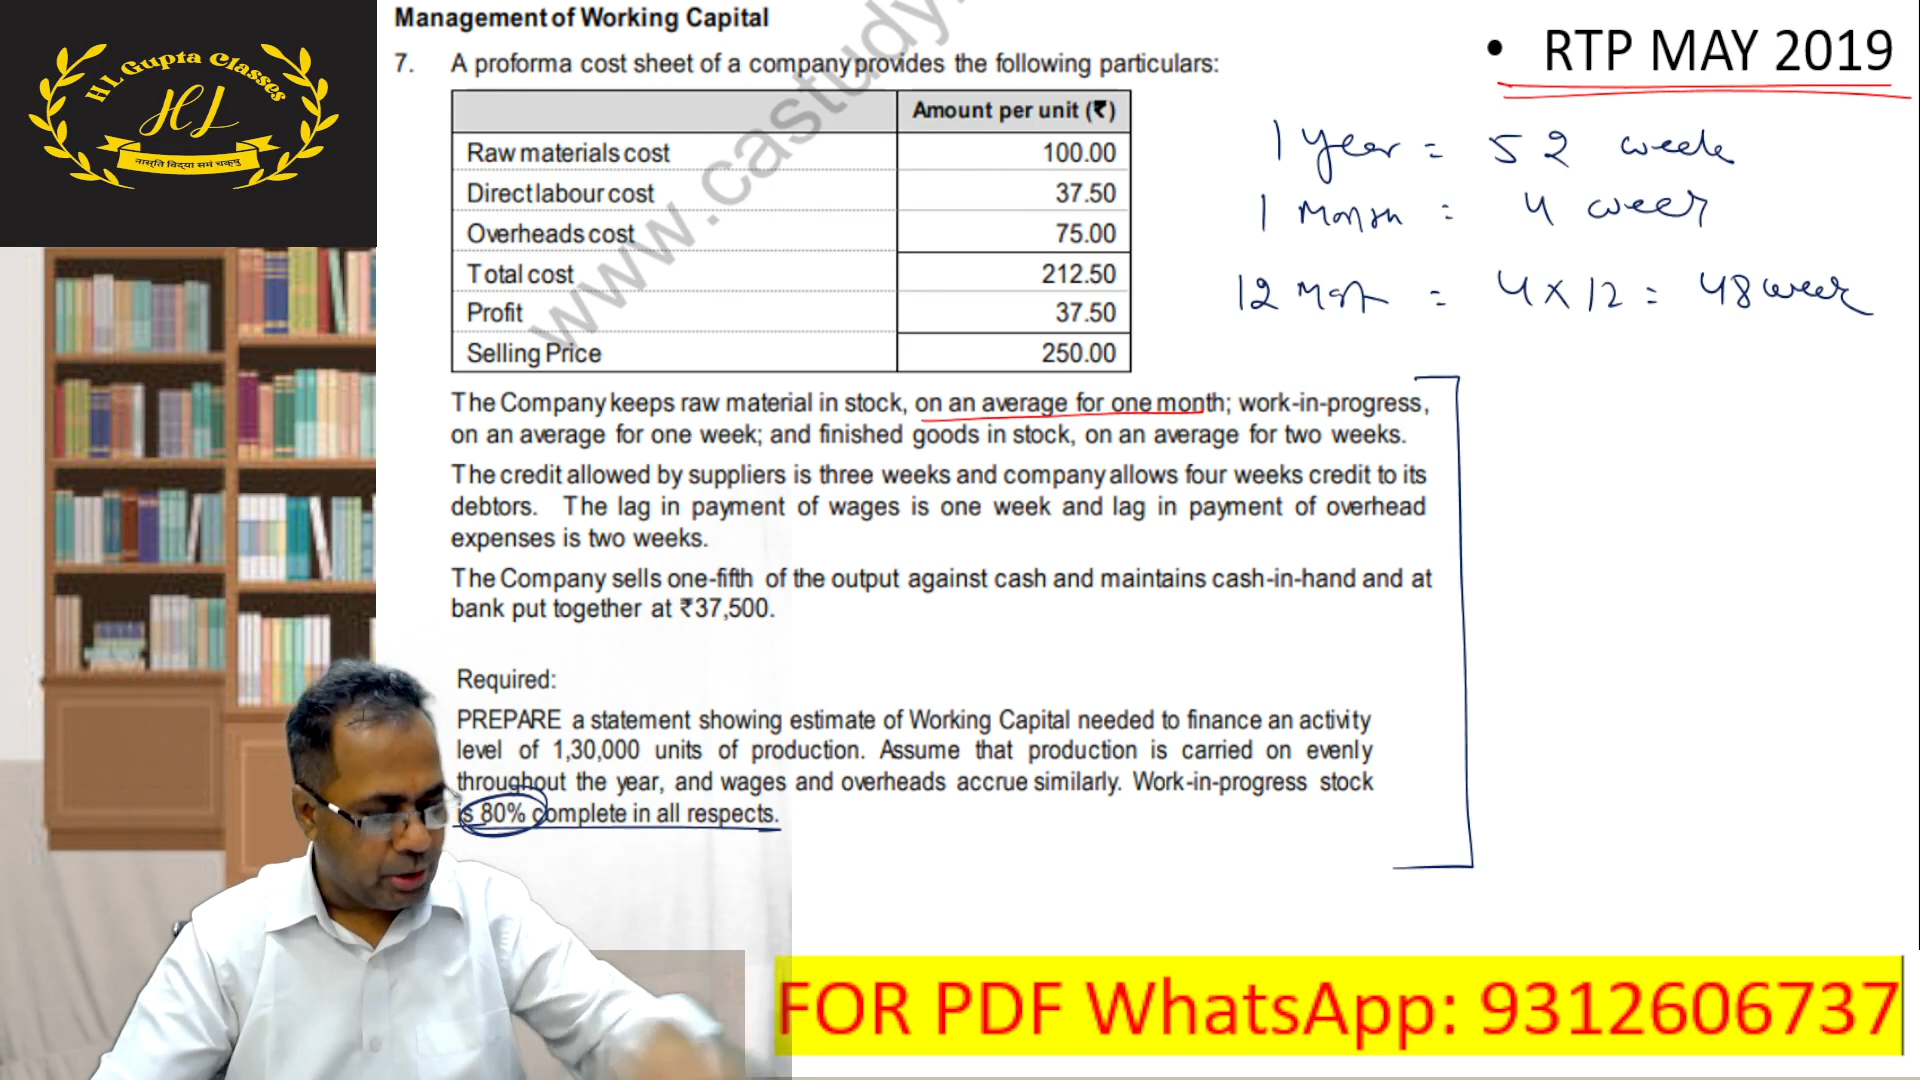 HL Gupta Classes
HL
नास्ति विद्या समं चक्षु
Management of Working Capital
• RTP MAY 2019
7. A proforma cost sheet of a company provides the following particulars:
Amount per unit (₹)
Raw materials cost 100.00
Direct labour cost 37.50
Overheads cost 75.00
Total cost 212.50
Profit 37.50
Selling Price 250.00
www.castudy.
1 Year = 52 week
1 Month = 4 week
12 = 4 × 12 = 48 week
The Company keeps raw material in stock, on an average for one month; work-in-progress,
on an average for one week; and finished goods in stock, on an average for two weeks.
The credit allowed by suppliers is three weeks and company allows four weeks credit to its
debtors. The lag in payment of wages is one week and lag in payment of overhead
expenses is two weeks.
The Company sells one-fifth of the output against cash and maintains cash-in-hand and at
bank put together at ₹37,500.
Required:
PREPARE a statement showing estimate of Working Capital needed to finance an activity
level of 1,30,000 units of production. Assume that production is carried on evenly
throughout the year, and wages and overheads accrue similarly. Work-in-progress stock
is 80% complete in all respects.
FOR PDF WhatsApp: 9312606737